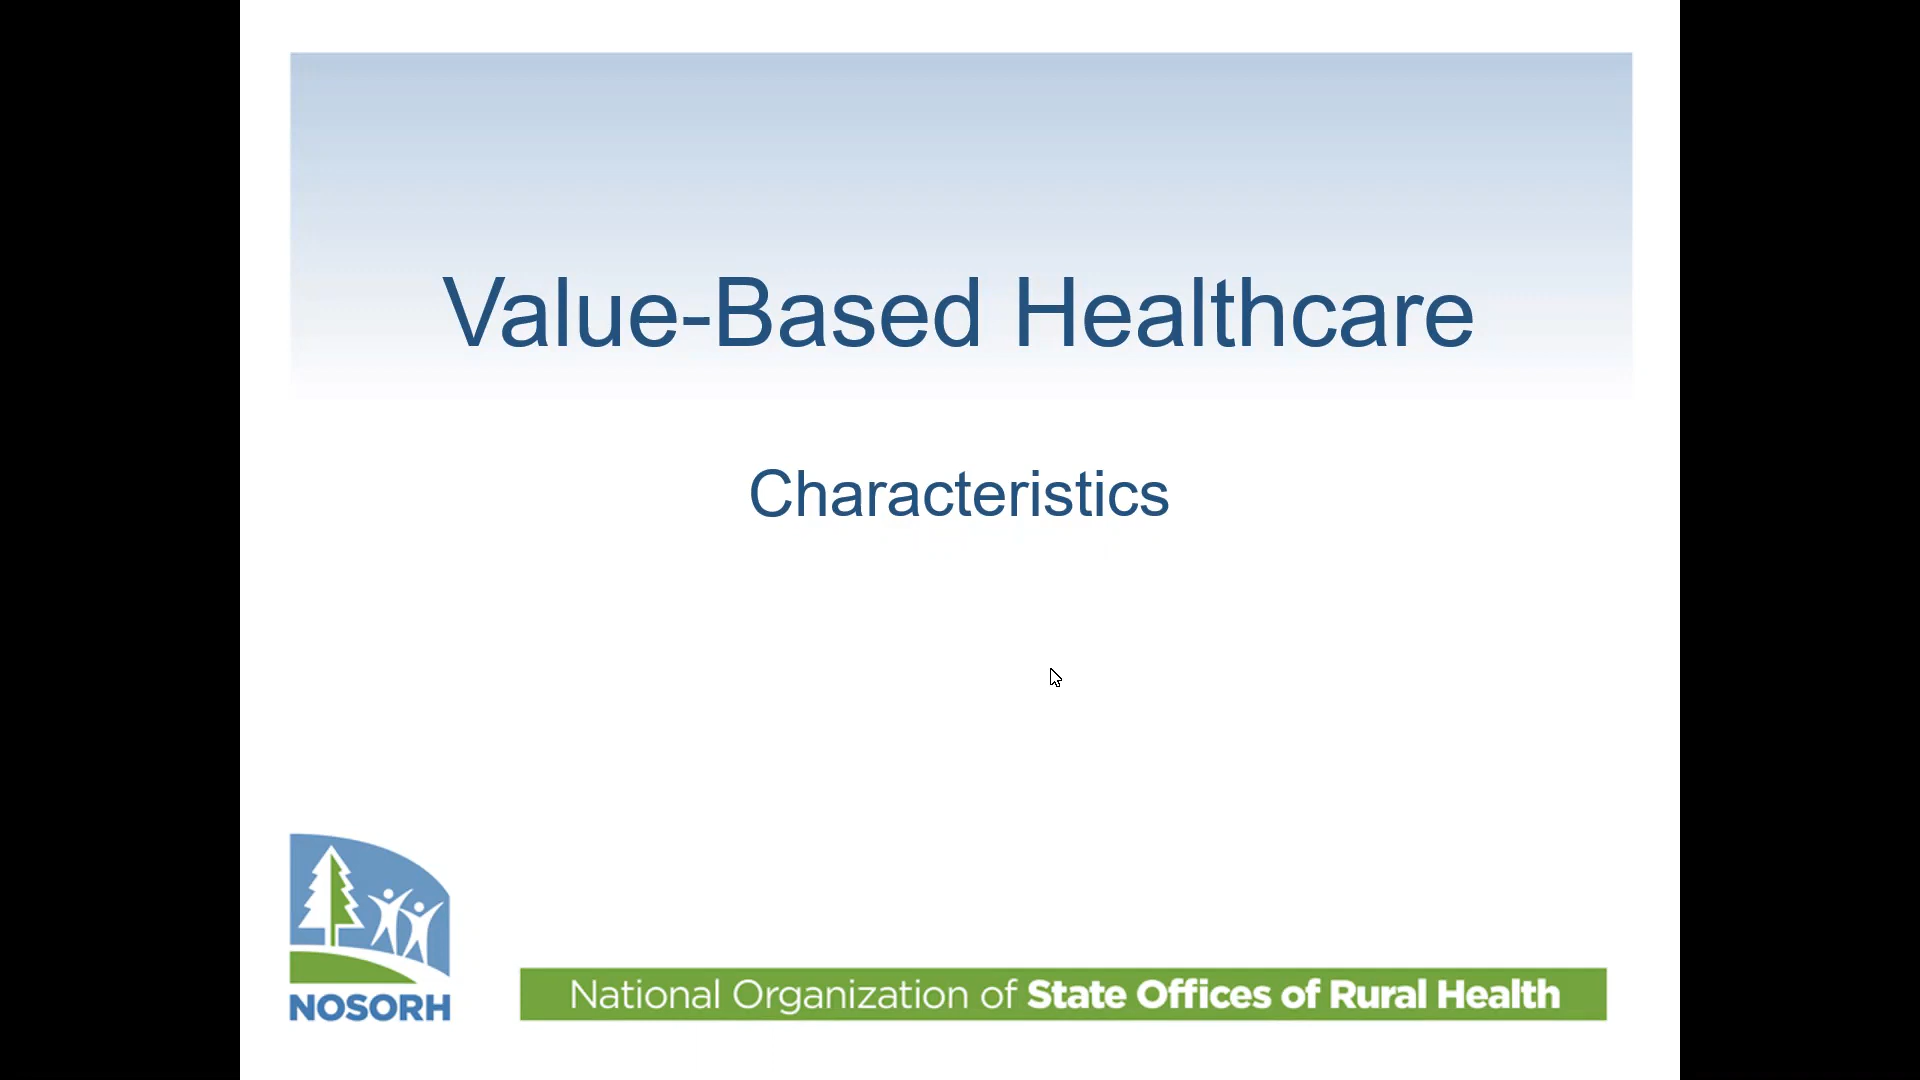 Value-Based Healthcare
Characteristics
NOSORH
National Organization of State Offices of Rural Health